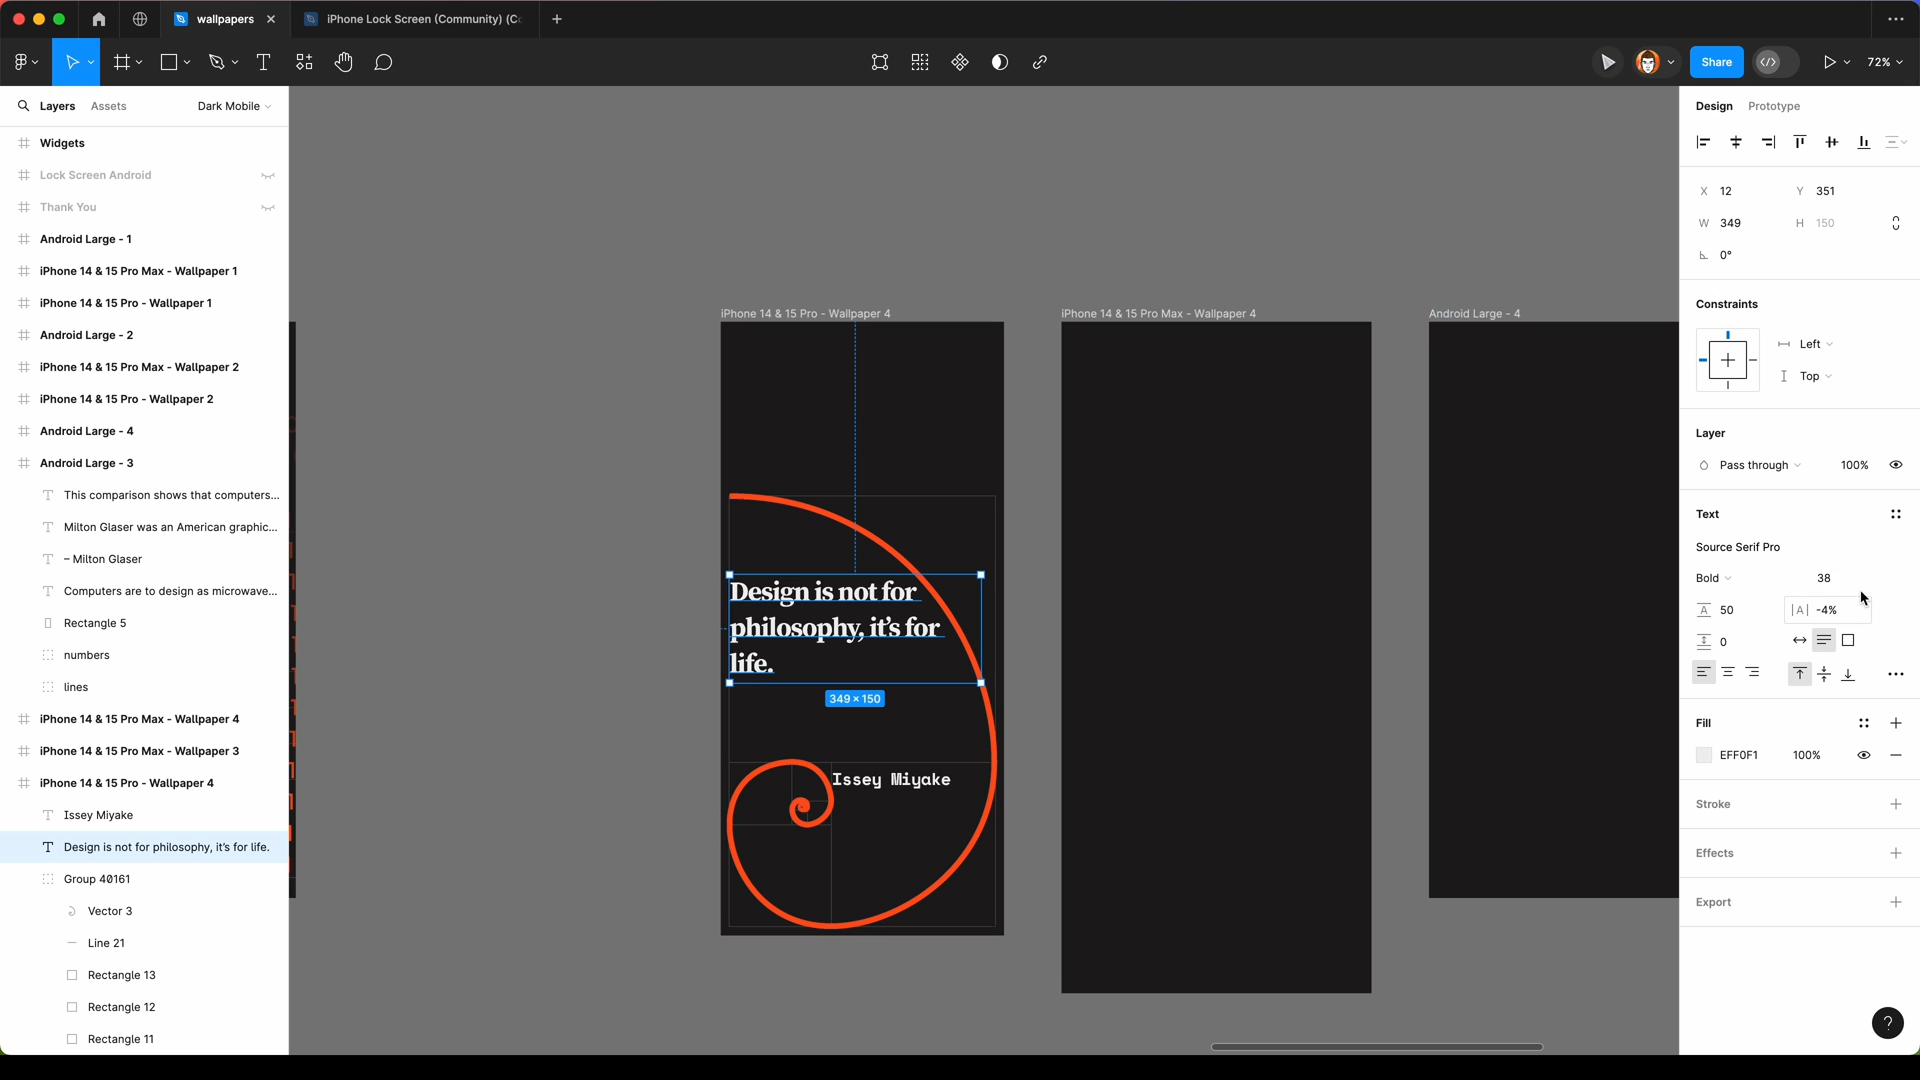 wallpapers
iPhone Lock Screen (Community) (Co
Share
72%
Layers
Assets
Dark Mobile
Widgets
Lock Screen Android
Thank You
Android Large - 1
iPhone 14 & 15 Pro Max - Wallpaper 1
iPhone 14 & 15 Pro - Wallpaper 1
Android Large - 2
iPhone 14 & 15 Pro Max - Wallpaper 2
iPhone 14 & 15 Pro - Wallpaper 2
Android Large - 4
Android Large - 3
This comparison shows that computers...
Milton Glaser was an American graphic...
– Milton Glaser
Computers are to design as microwave...
Rectangle 5
numbers
lines
iPhone 14 & 15 Pro Max - Wallpaper 4
iPhone 14 & 15 Pro Max - Wallpaper 3
iPhone 14 & 15 Pro - Wallpaper 4
Issey Miyake
Design is not for philosophy, it's for life.
Group 40161
Vector 3
Line 21
Rectangle 13
Rectangle 12
Rectangle 11
iPhone 14 & 15 Pro - Wallpaper 4
Design is not for
philosophy, it's for
life.
349 × 150
Issey Miyake
iPhone 14 & 15 Pro Max - Wallpaper 4
Android Large - 4
Design
Prototype
X 12
Y 351
W 349
H 150
0°
Constraints
Left
Top
Layer
Pass through
100%
Text
Source Serif Pro
Bold
38
50
|A| -4%
0
Fill
EFF0F1
100%
Stroke
Effects
Export
?